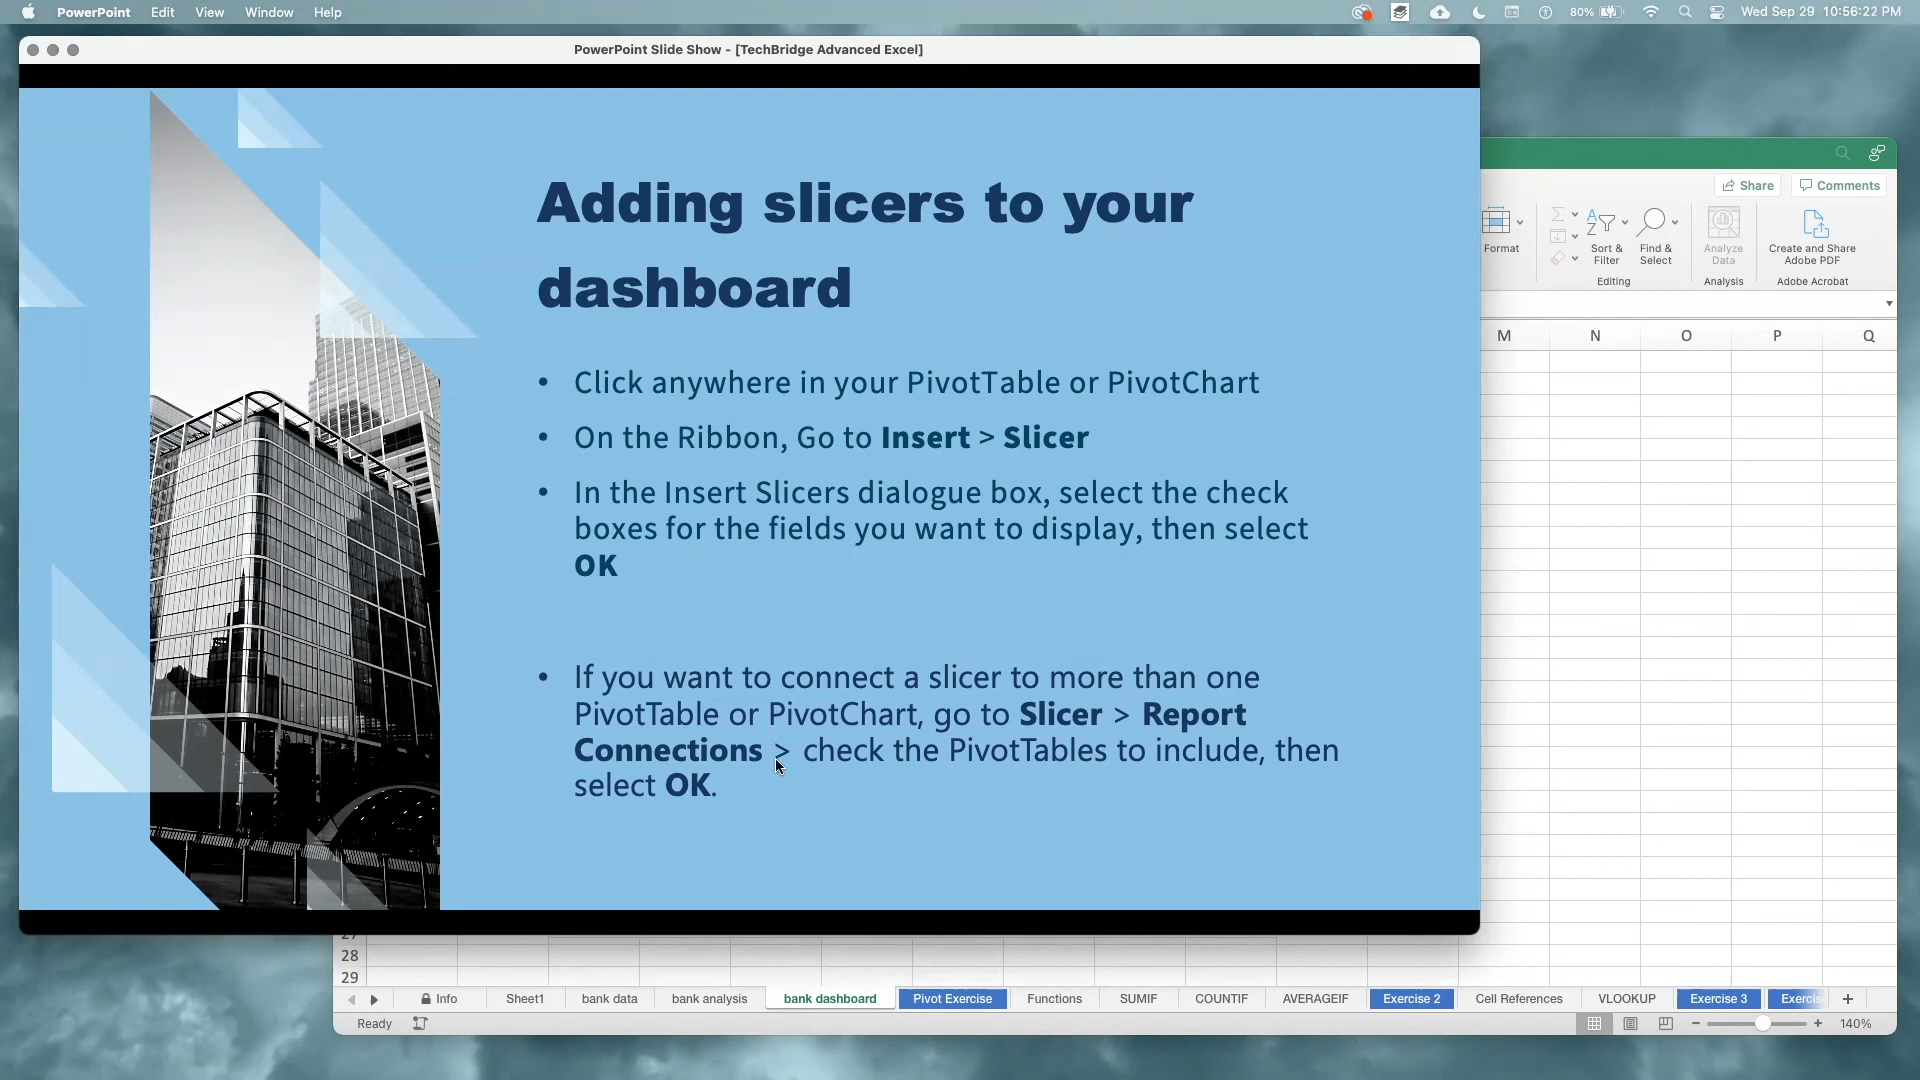 PowerPoint Edit View Window Help
80% Wed Sep 29 10:56:22 PM
PowerPoint Slide Show - [TechBridge Advanced Excel]
Adding slicers to your
dashboard
• Click anywhere in your PivotTable or PivotChart
• On the Ribbon, Go to Insert > Slicer
• In the Insert Slicers dialogue box, select the check
boxes for the fields you want to display, then select
OK
• If you want to connect a slicer to more than one
PivotTable or PivotChart, go to Slicer > Report
Connections > check the PivotTables to include, then
select OK.
Share Comments
Format Sort & Filter Find & Select Analyze Data Create and Share Adobe PDF
Editing Analysis Adobe Acrobat
M N O P Q
27
28
29
Info Sheet1 bank data bank analysis bank dashboard Pivot Exercise Functions SUMIF COUNTIF AVERAGEIF Exercise 2 Cell References VLOOKUP Exercise 3 Exercis +
Ready 140%